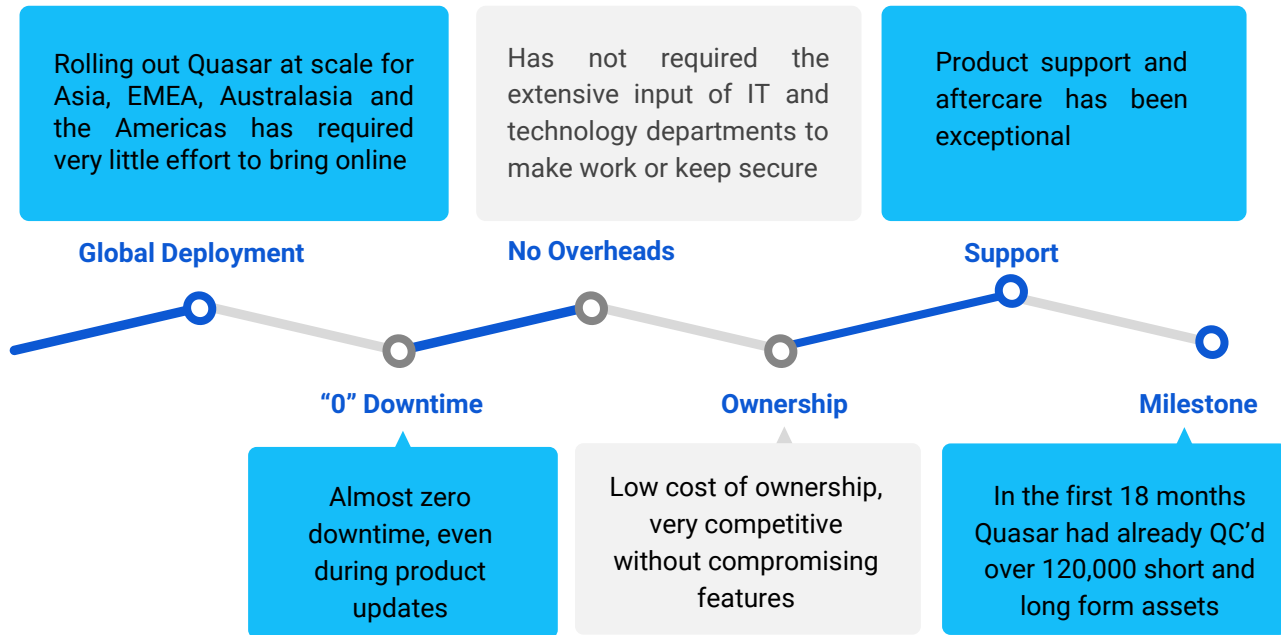 Rolling out Quasar at scale for
Asia, EMEA, Australasia and
the Americas has required
very little effort to bring online
Has not required the
extensive input of IT and
technology departments to
make work or keep secure
Product support and
aftercare has been
exceptional
Global Deployment
No Overheads
Support
“0” Downtime
Ownership
Milestone
Almost zero
downtime, even
during product
updates
Low cost of ownership,
very competitive
without compromising
features
In the first 18 months
Quasar had already QC’d
over 120,000 short and
long form assets